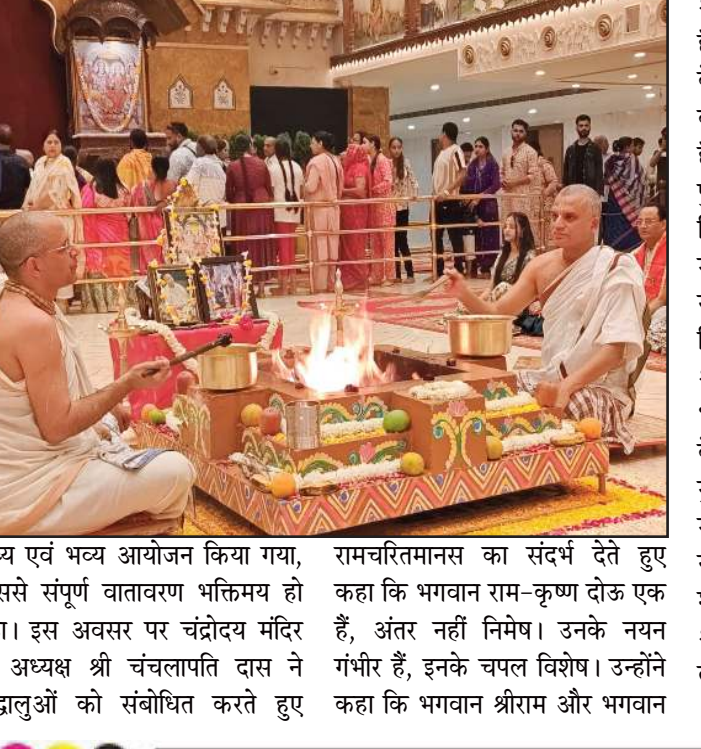 एवं भव्य आयोजन किया गया,
संपूर्ण वातावरण भक्तिमय हो
इस अवसर पर चंद्रोदय मंदिर
अध्यक्ष श्री चंचलापति दास ने
को संबोधित करते हुए
रामचरितमानस का संदर्भ देते हुए
कहा कि भगवान राम-कृष्ण दोऊ एक
हैं, अंतर नहीं निमेष। उनके नयन
गंभीर हैं, इनके चपल विशेष। उन्होंने
कहा कि भगवान श्रीराम और भगवान